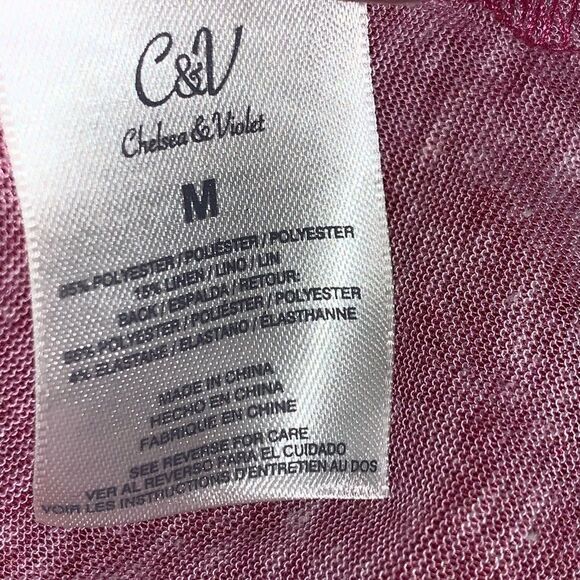 C&V
Chelsea & Violet
M
85% POLYESTER / POLIÉSTER / POLYESTER
15% LINEN / LINO / LIN
BACK / ESPALDA / RETOUR:
POLYESTER / POLIÉSTER / POLYESTER
4% ELASTANE / ELASTANO / ÉLASTHANNE
MADE IN CHINA
HECHO EN CHINA
FABRIQUÉ EN CHINE
SEE REVERSE FOR CARE
VER AL REVERSO PARA EL CUIDADO
VOIR LES INSTRUCTIONS D'ENTRETIEN AU DOS